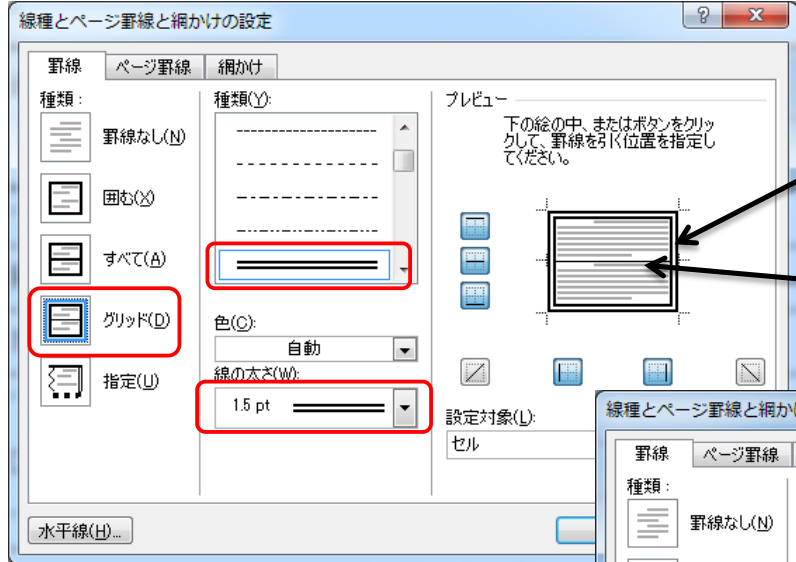 線種とページ罫線と網かけの設定
罫線
ページ罫線
網かけ
種類:
罫線なし(N)
囲む(X)
すべて(A)
グリッド(D)
指定(U)
種類(Y):
色(C):
自動
線の太さ(W):
1.5 pt
プレビュー
下の絵の中、またはボタンをクリッ
クして、罫線を引く位置を指定し
てください。
設定対象(L):
セル
水平線(H)...
線種とページ罫線と網か
罫線
ページ罫線
種類:
罫線なし(N)